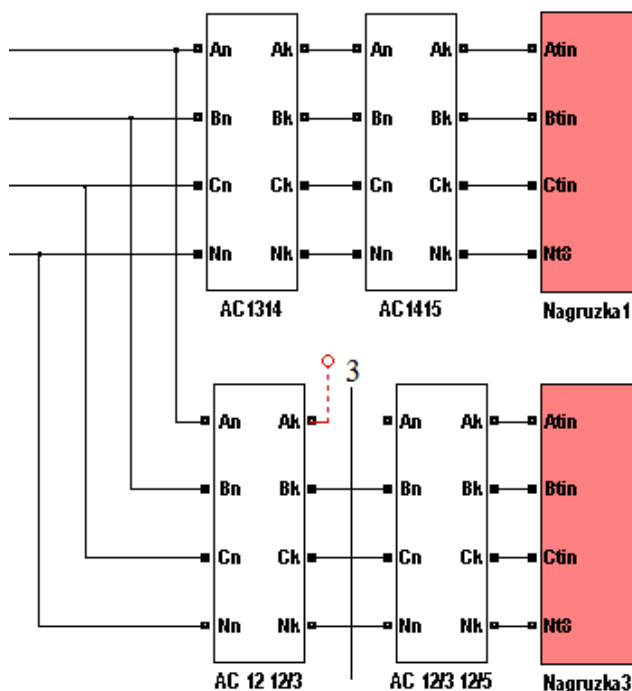 An Ak An Ak Atin
Bn Bk Bn Bk Btin
Cn Ck Cn Ck Ctin
Nn Nk Nn Nk Nt8
AC1314 AC1415 Nagruzka1
3
An Ak An Ak Atin
Bn Bk Bn Bk Btin
Cn Ck Cn Ck Ctin
Nn Nk Nn Nk Nt8
AC 12 12/3 AC 12/3 12/5 Nagruzka3